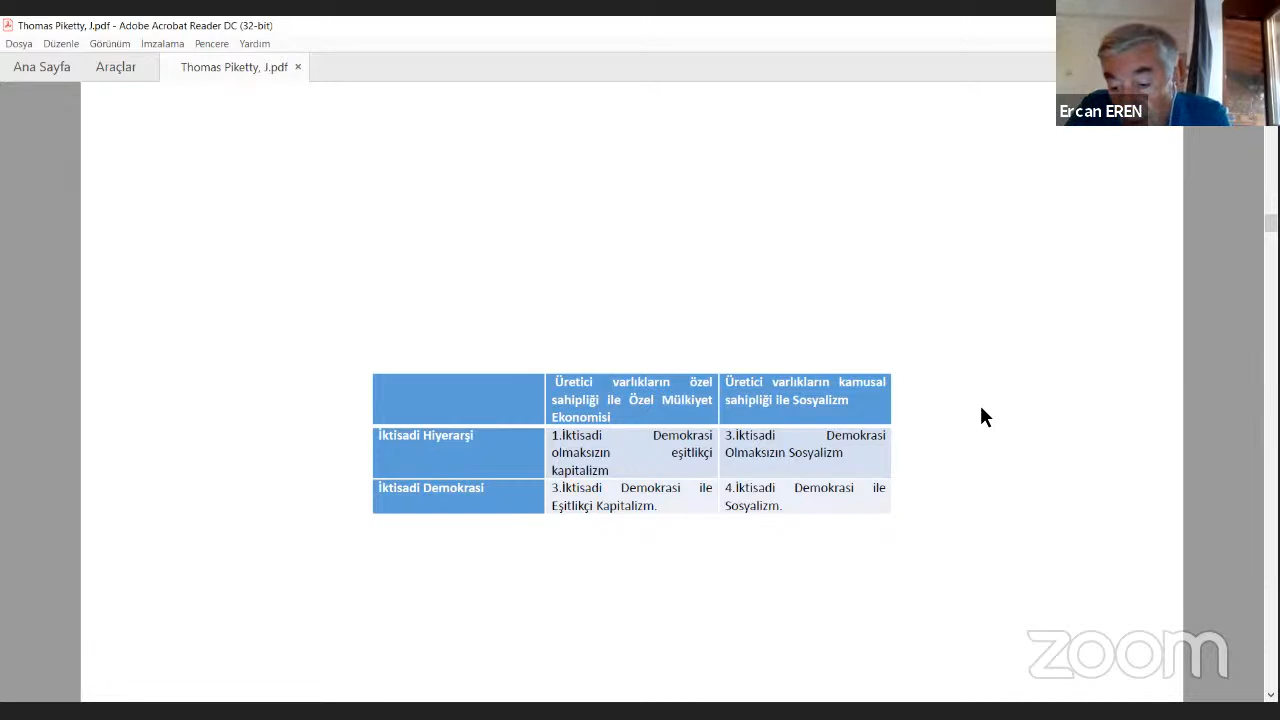 Thomas Piketty, J.pdf - Adobe Acrobat Reader DC (32-bit)
Dosya Düzenle Görünüm Imzalama Pencere Yardım
Ana Sayfa Araçlar Thomas Piketty, J.pdf ×
Ercan EREN
Üretici varlıkların özel
sahipliği ile Özel Mülkiyet
Ekonomisi
Üretici varlıkların kamusal
sahipliği ile Sosyalizm
İktisadi Hiyerarşi
1.İktisadi Demokrasi
olmaksızın eşitlikçi
kapitalizm
3.İktisadi Demokrasi
Olmaksızın Sosyalizm
İktisadi Demokrasi
3.İktisadi Demokrasi ile
Eşitlikçi Kapitalizm.
4.İktisadi Demokrasi ile
Sosyalizm.
zoom